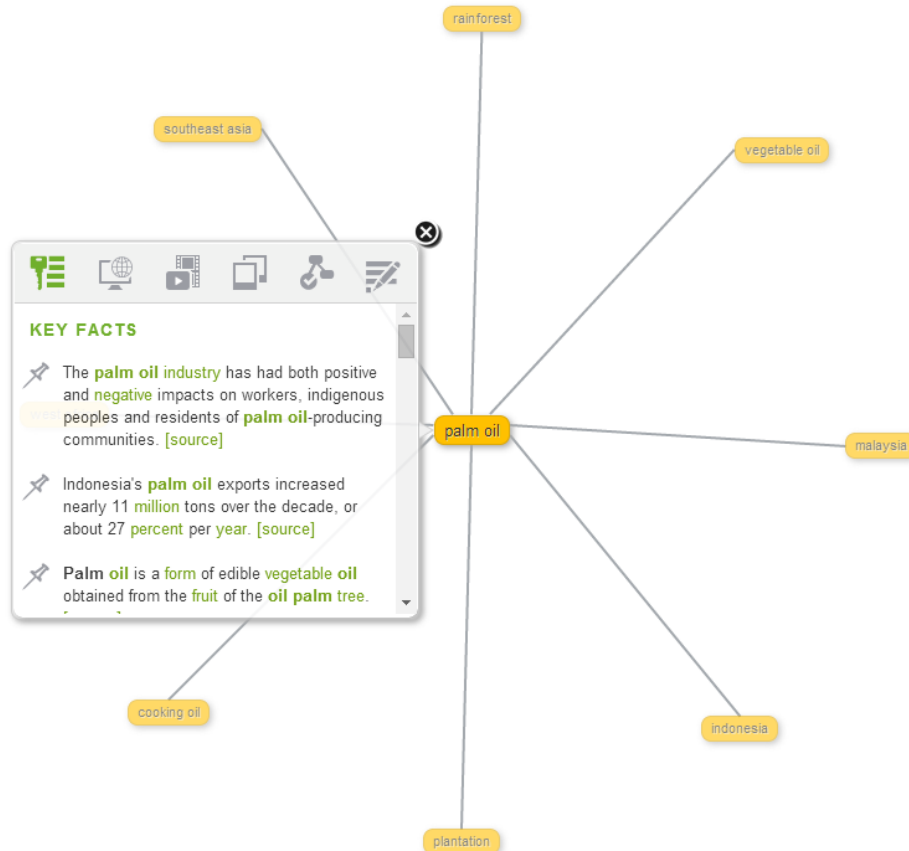 rainforest
southeast asia
vegetable oil
KEY FACTS
The palm oil industry has had both positive
and negative impacts on workers, indigenous
peoples and residents of palm oil-producing
communities. [source]
Indonesia's palm oil exports increased
nearly 11 million tons over the decade, or
about 27 percent per year. [source]
Palm oil is a form of edible vegetable oil
obtained from the fruit of the oil palm tree.
palm oil
malaysia
cooking oil
indonesia
plantation